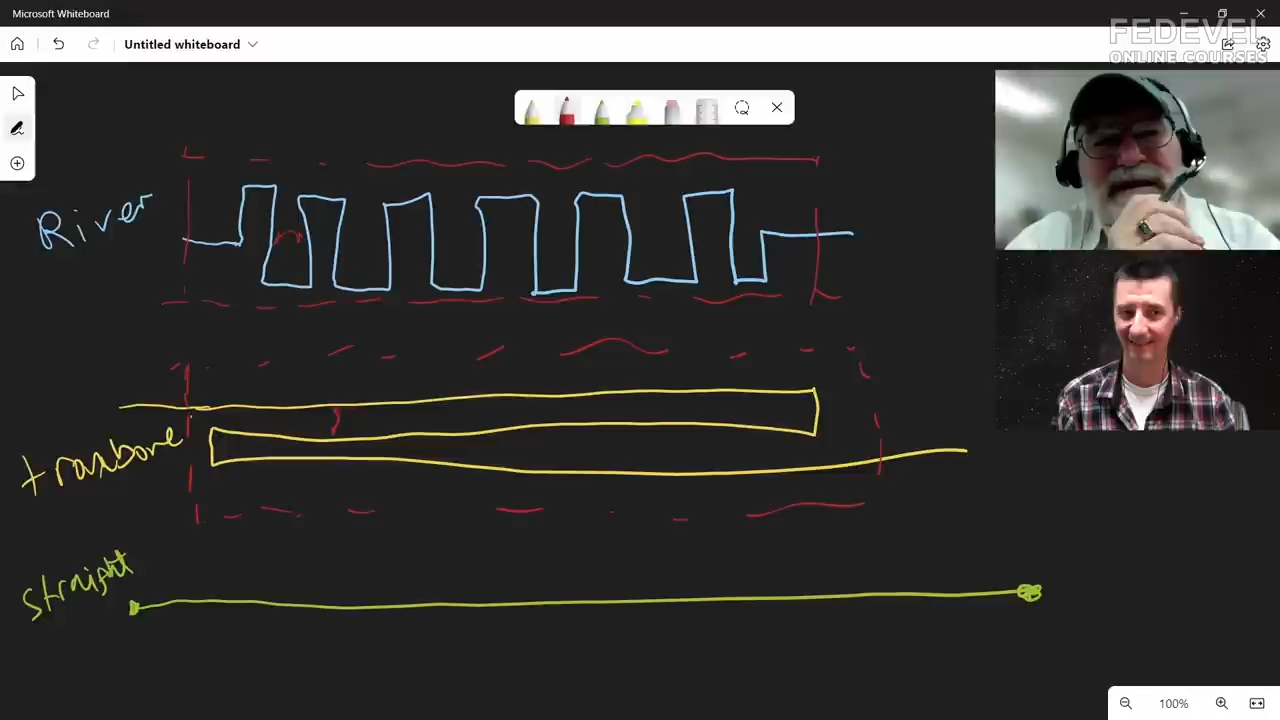 Microsoft Whiteboard
Untitled whiteboard
FEDEVEL
ONLINE COURSES
River
trombone
straight
100%